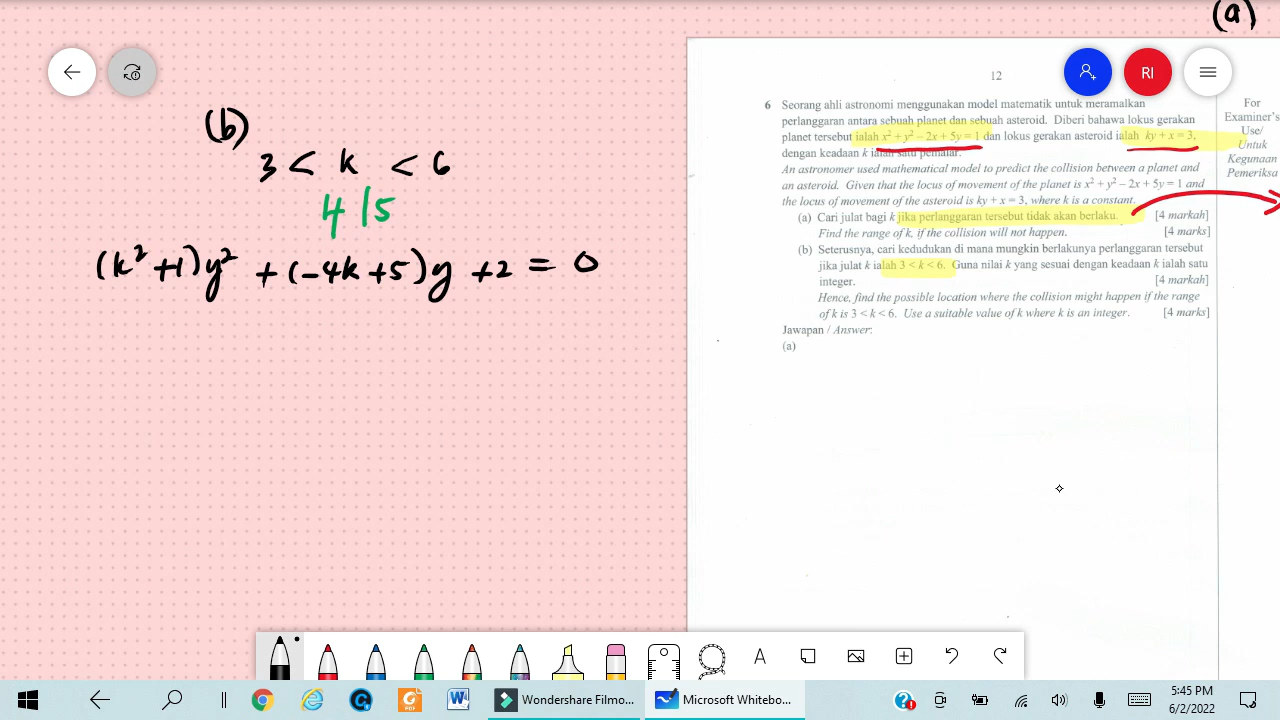 (a)
(b)
3 < k < 6
4 | 5
(k² + 1)y² + (-4k + 5)y + 2 = 0
RI
12
6 Seorang ahli astronomi menggunakan model matematik untuk meramalkan
perlanggaran antara sebuah planet dan sebuah asteroid. Diberi bahawa lokus gerakan
planet tersebut ialah x² + y² – 2x + 5y = 1 dan lokus gerakan asteroid ialah ky + x = 3,
dengan keadaan k ialah satu pemalar.
An astronomer used mathematical model to predict the collision between a planet and
an asteroid. Given that the locus of movement of the planet is x² + y² – 2x + 5y = 1 and
the locus of movement of the asteroid is ky + x = 3, where k is a constant.
(a) Cari julat bagi k jika perlanggaran tersebut tidak akan berlaku. [4 markah]
Find the range of k, if the collision will not happen. [4 marks]
(b) Seterusnya, cari kedudukan di mana mungkin berlakunya perlanggaran tersebut
jika julat k ialah 3 < k < 6. Guna nilai k yang sesuai dengan keadaan k ialah satu
integer. [4 markah]
Hence, find the possible location where the collision might happen if the range
of k is 3 < k < 6. Use a suitable value of k where k is an integer. [4 marks]
Jawapan / Answer:
(a)
For
Examiner's
Use/
Untuk
Kegunaan
Pemeriksa
A
Wondershare Filmo...
Microsoft Whitebo...
5:45 PM
6/2/2022